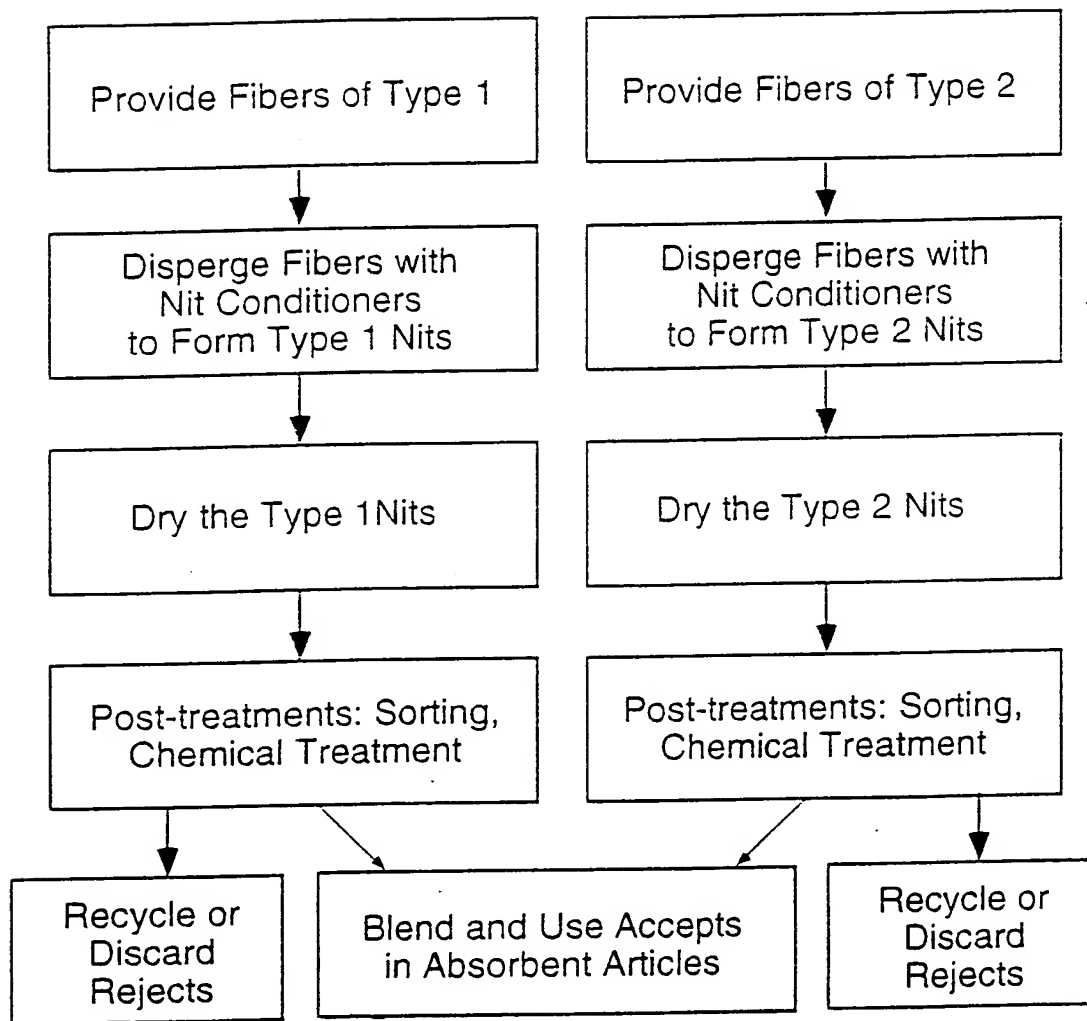 Provide Fibers of Type 1
Provide Fibers of Type 2
Disperge Fibers with
Nit Conditioners
to Form Type 1 Nits
Disperge Fibers with
Nit Conditioners
to Form Type 2 Nits
Dry the Type 1Nits
Dry the Type 2 Nits
Post-treatments: Sorting,
Chemical Treatment
Post-treatments: Sorting,
Chemical Treatment
Recycle or
Discard
Rejects
Blend and Use Accepts
in Absorbent Articles
Recycle or
Discard
Rejects